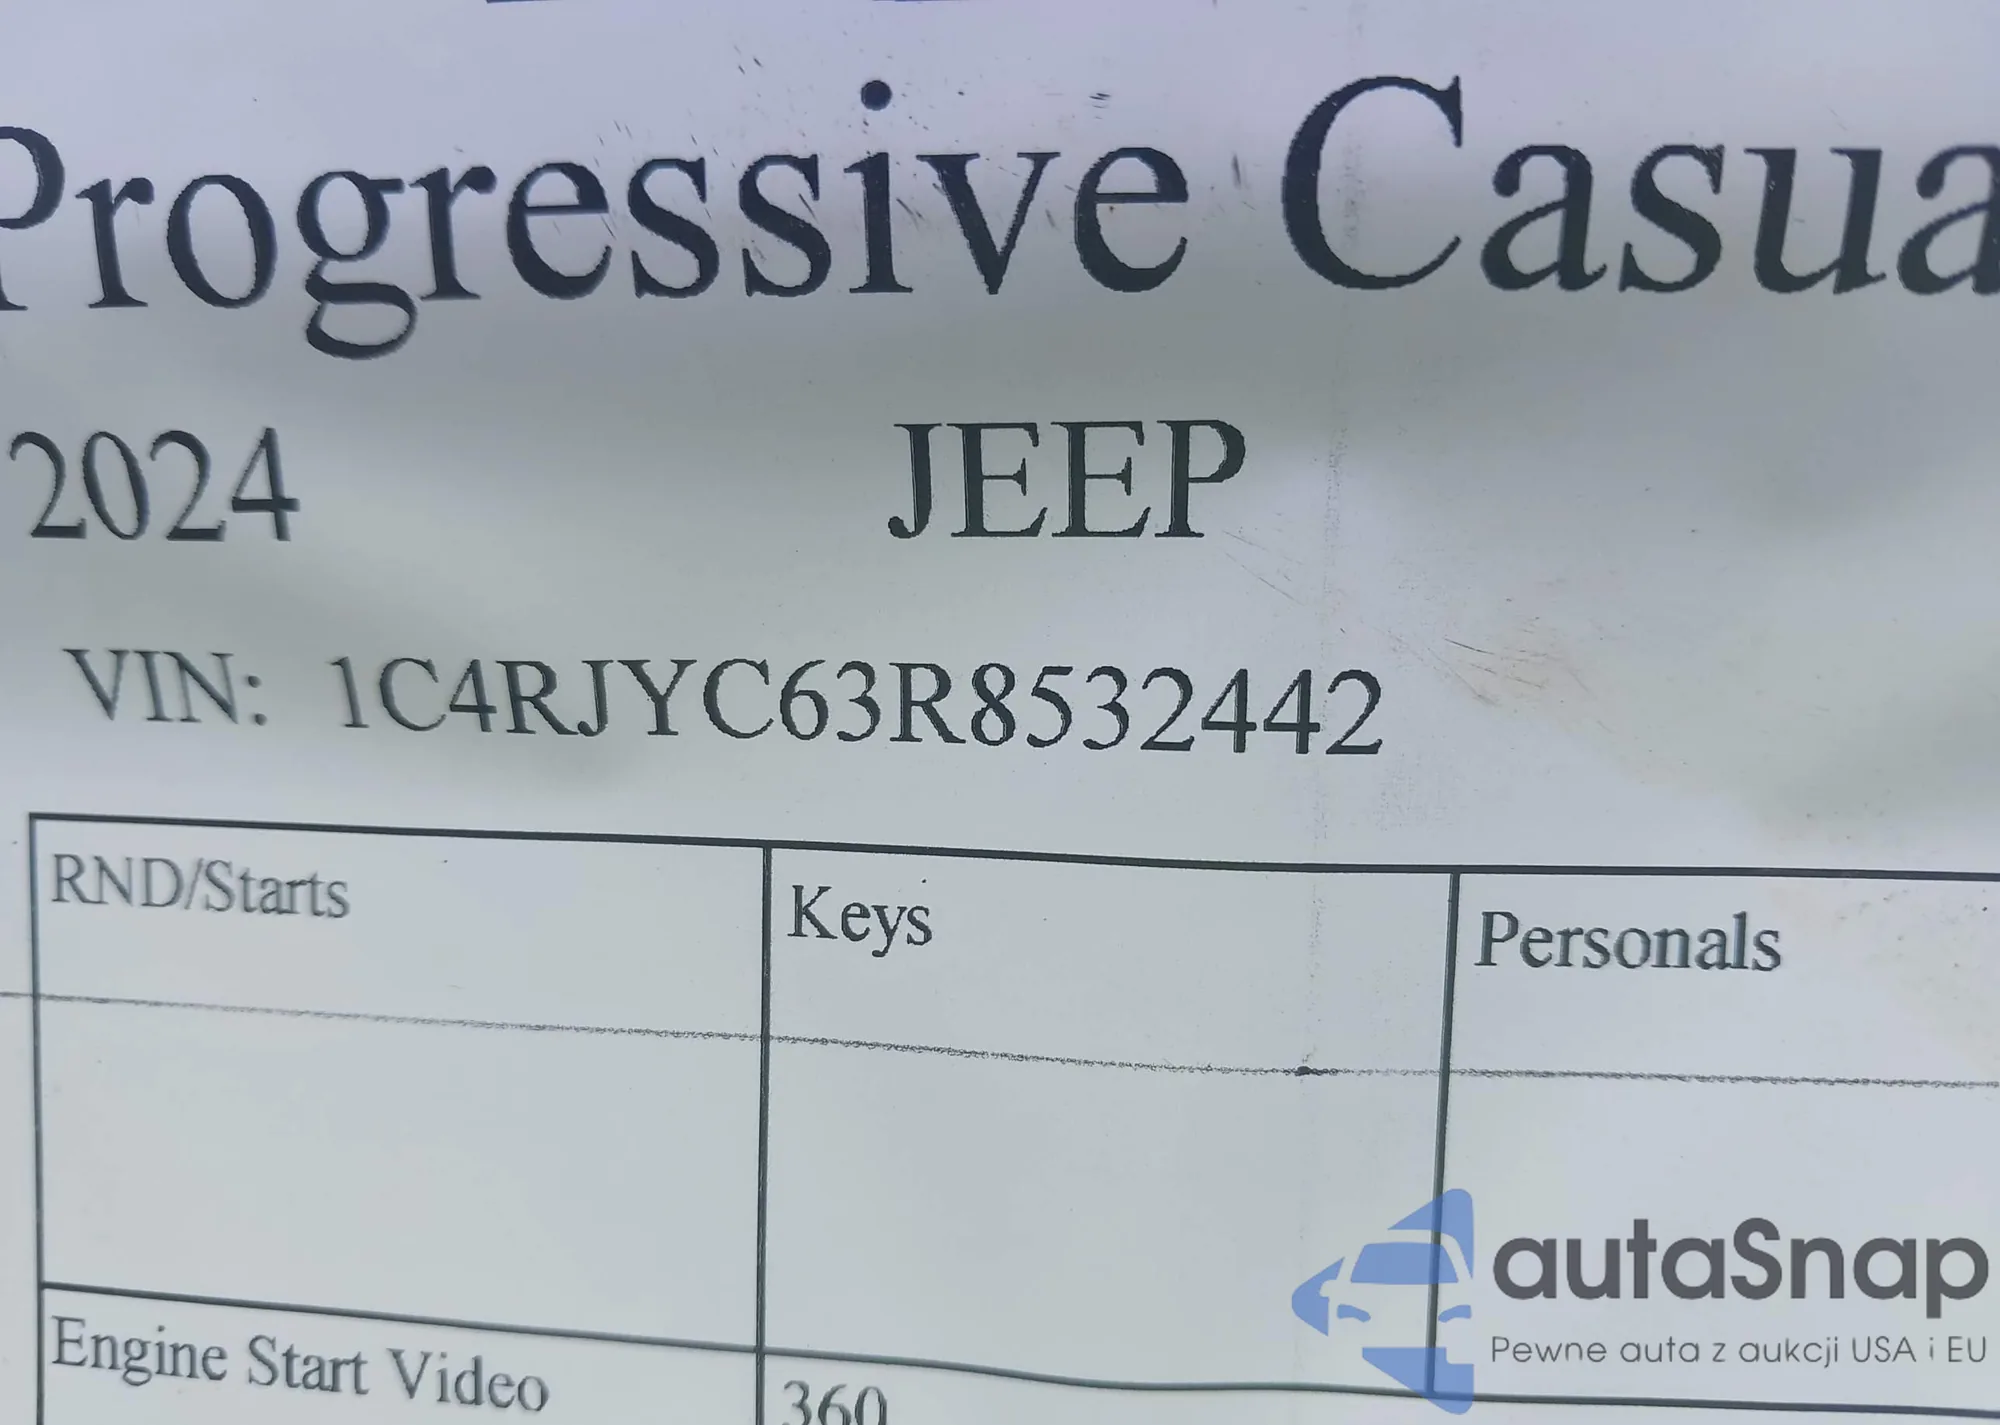 Progressive Casua
2024 JEEP
VIN: 1C4RJYC63R8532442
RND/Starts Keys Personals
Engine Start Video 360
autaSnap
Pewne auta z aukcji USA i EU